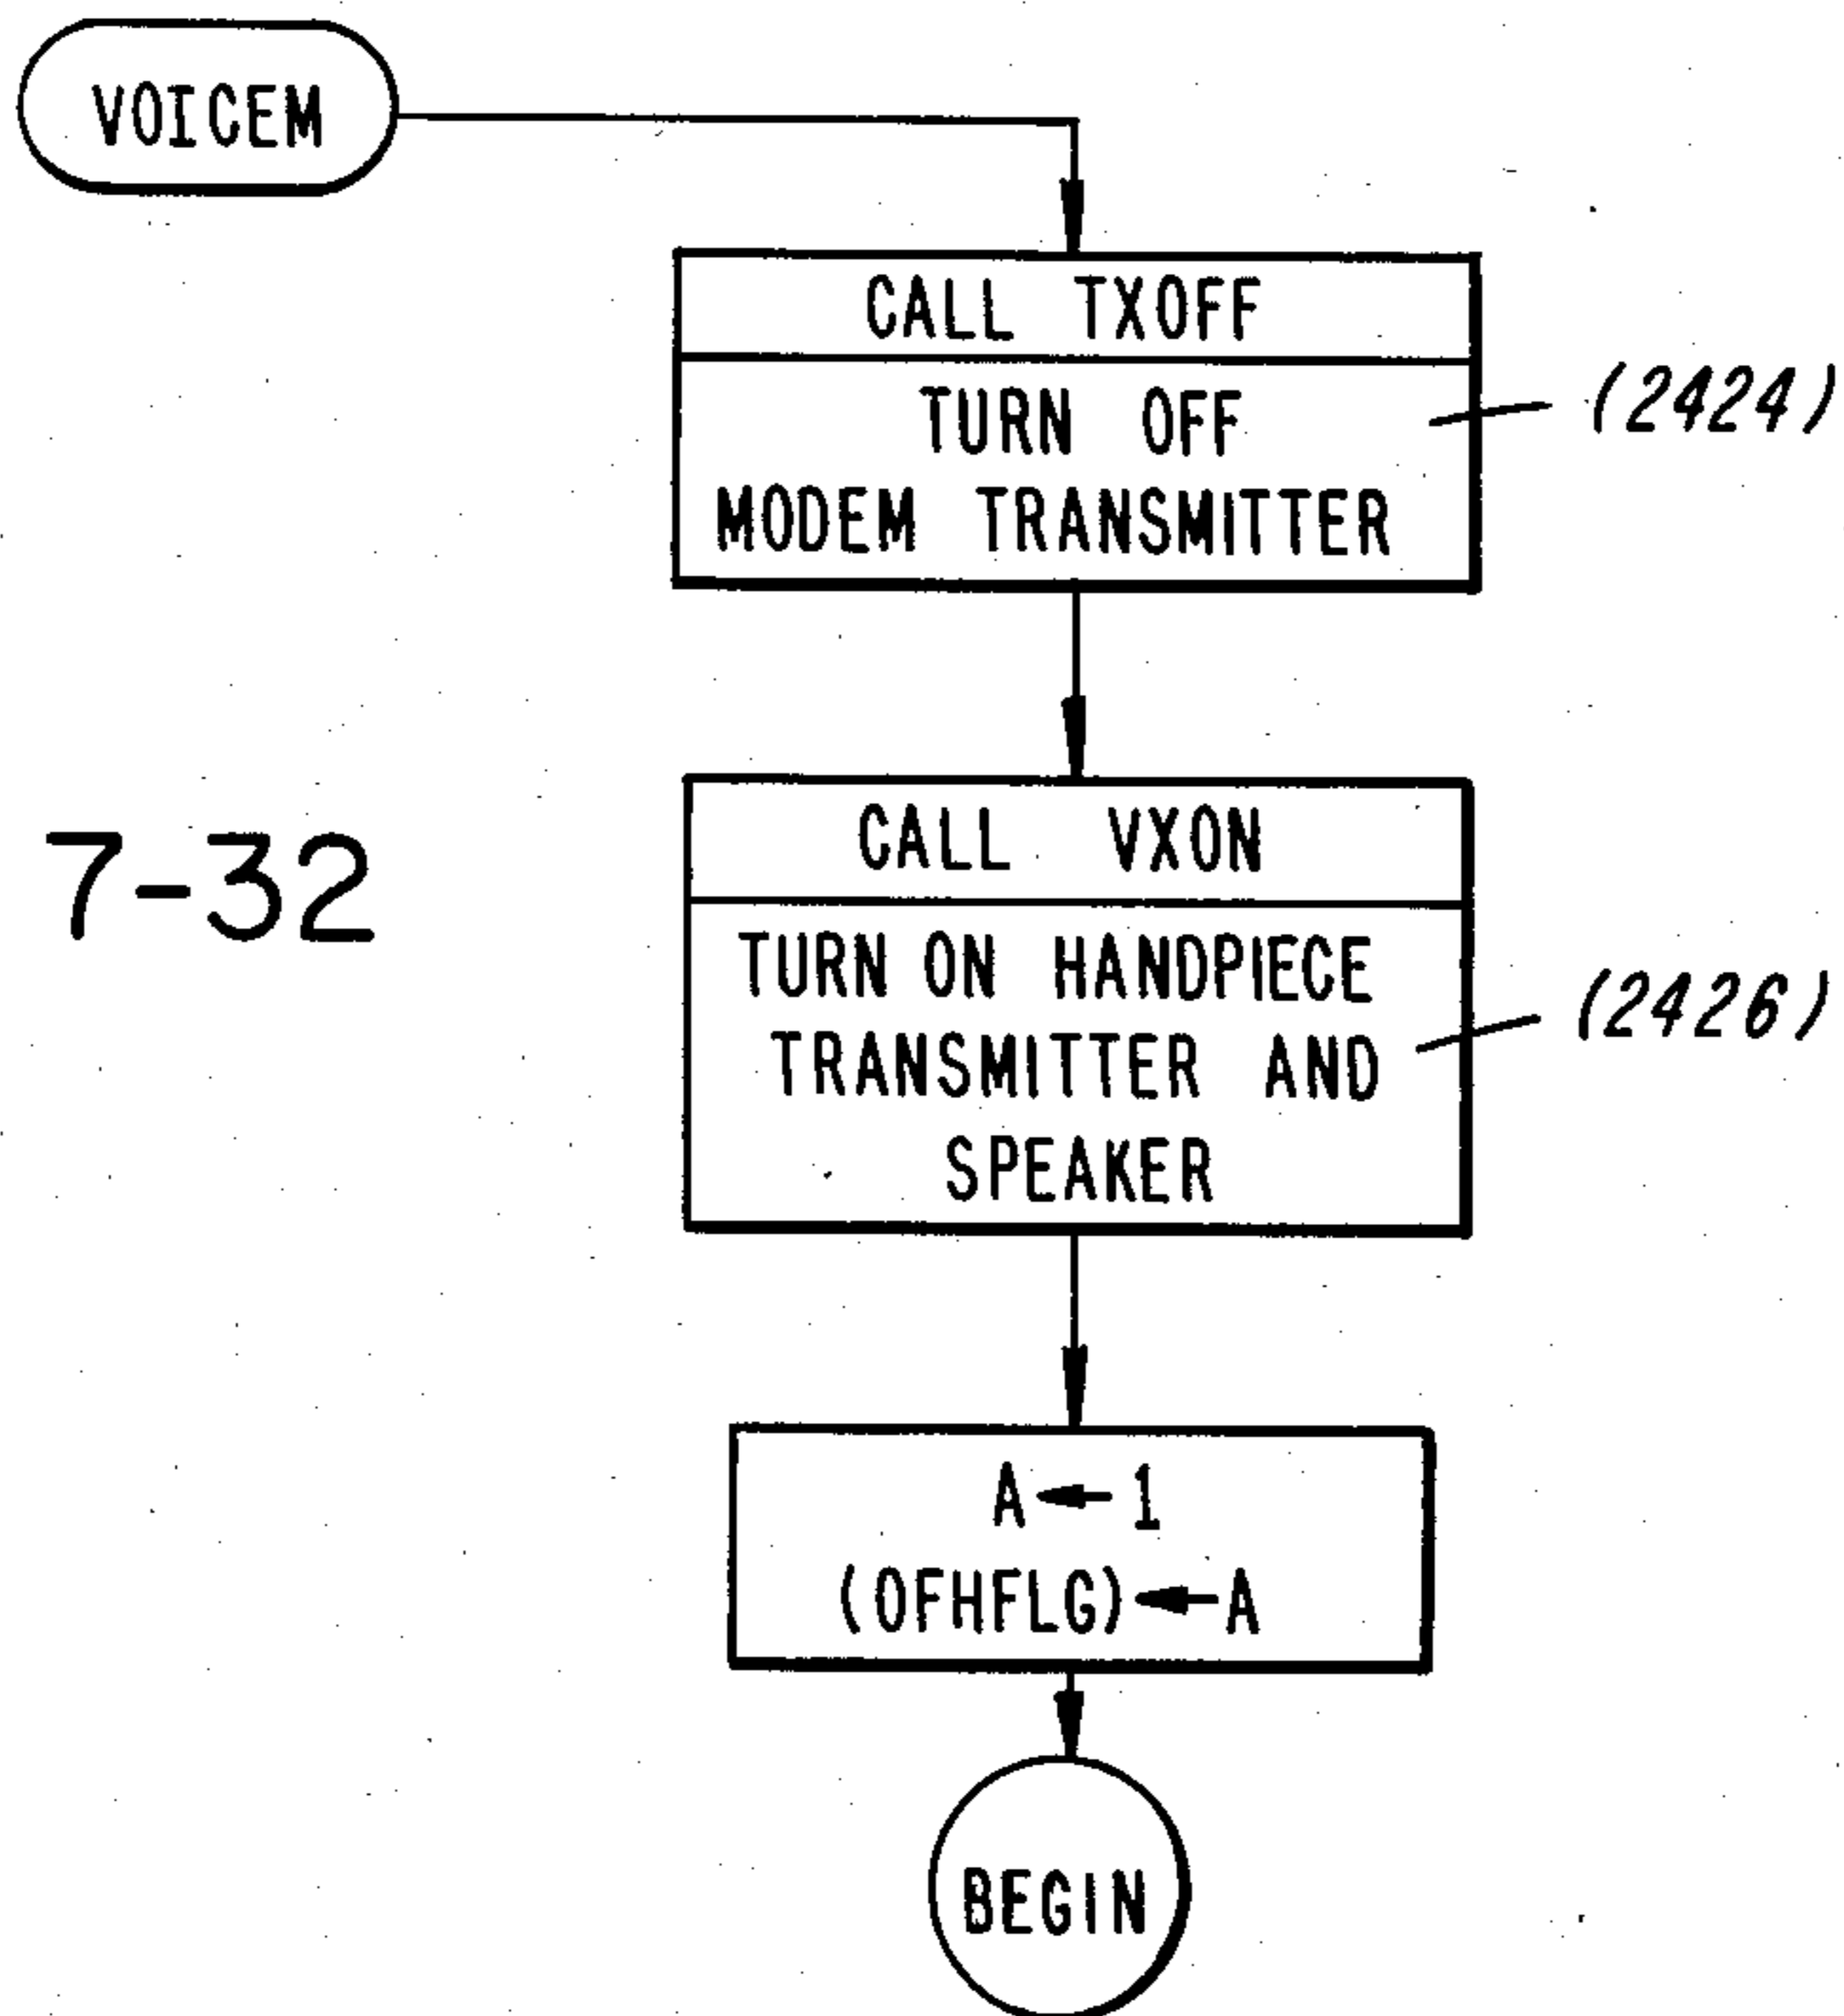 VOICEM
CALL TXOFF
TURN OFF
MODEM TRANSMITTER
(2424)
7-32
CALL VXON
TURN ON HANDPIECE
TRANSMITTER AND
SPEAKER
(2426)
A←1
(OFHFLG)←A
BEGIN